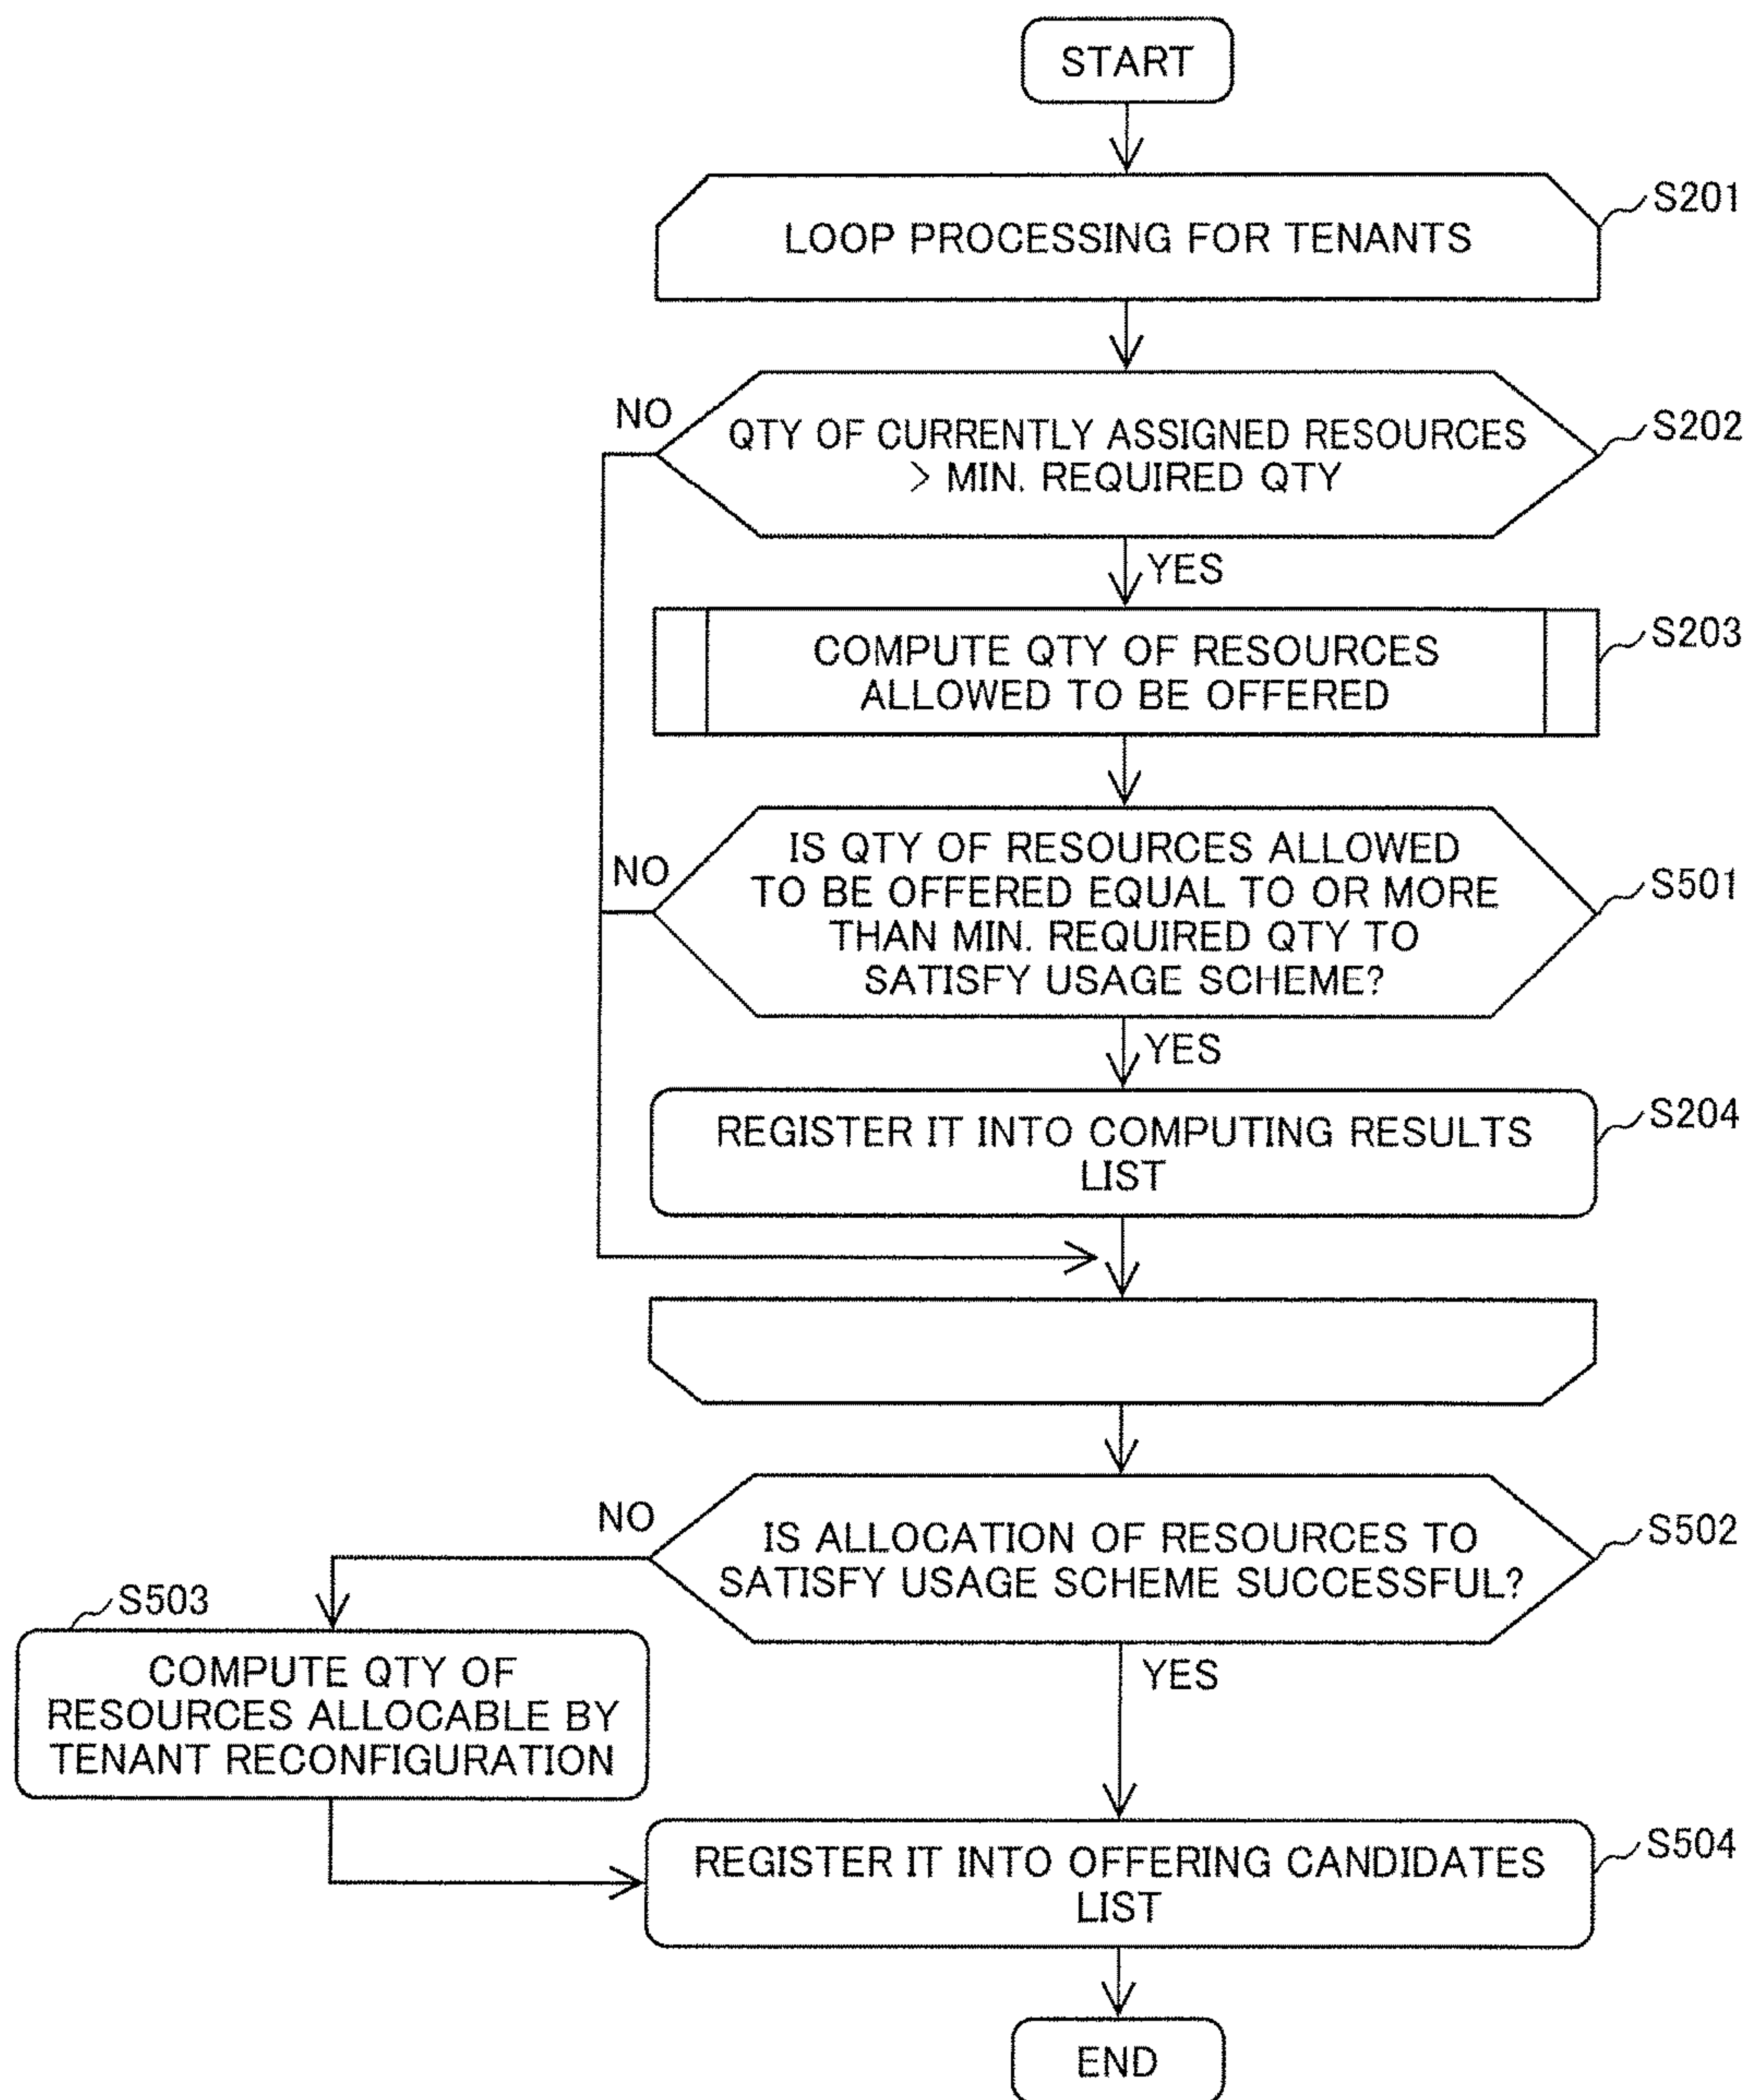 START
LOOP PROCESSING FOR TENANTS
S201
NO
QTY OF CURRENTLY ASSIGNED RESOURCES
> MIN. REQUIRED QTY
S202
YES
COMPUTE QTY OF RESOURCES
ALLOWED TO BE OFFERED
S203
NO
IS QTY OF RESOURCES ALLOWED
TO BE OFFERED EQUAL TO OR MORE
THAN MIN. REQUIRED QTY TO
SATISFY USAGE SCHEME?
S501
YES
REGISTER IT INTO COMPUTING RESULTS
LIST
S204
NO
IS ALLOCATION OF RESOURCES TO
SATISFY USAGE SCHEME SUCCESSFUL?
S502
S503
COMPUTE QTY OF
RESOURCES ALLOCABLE BY
TENANT RECONFIGURATION
YES
REGISTER IT INTO OFFERING CANDIDATES
LIST
S504
END